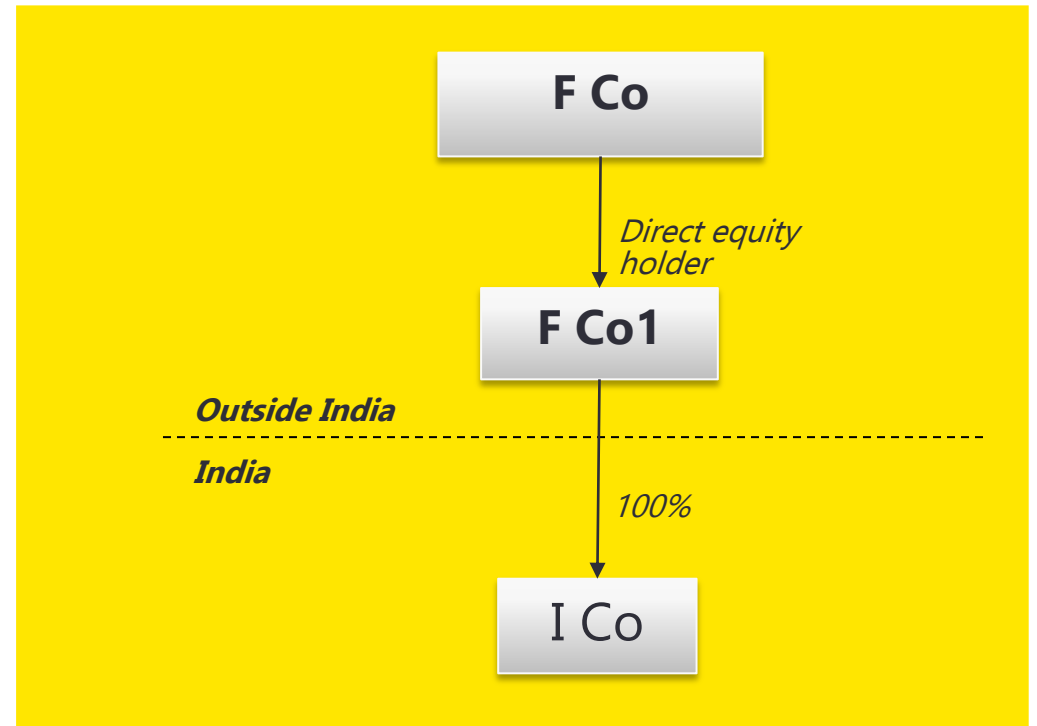 F Co
Direct equity
holder
F Co1
Outside India
India
100%
I Co